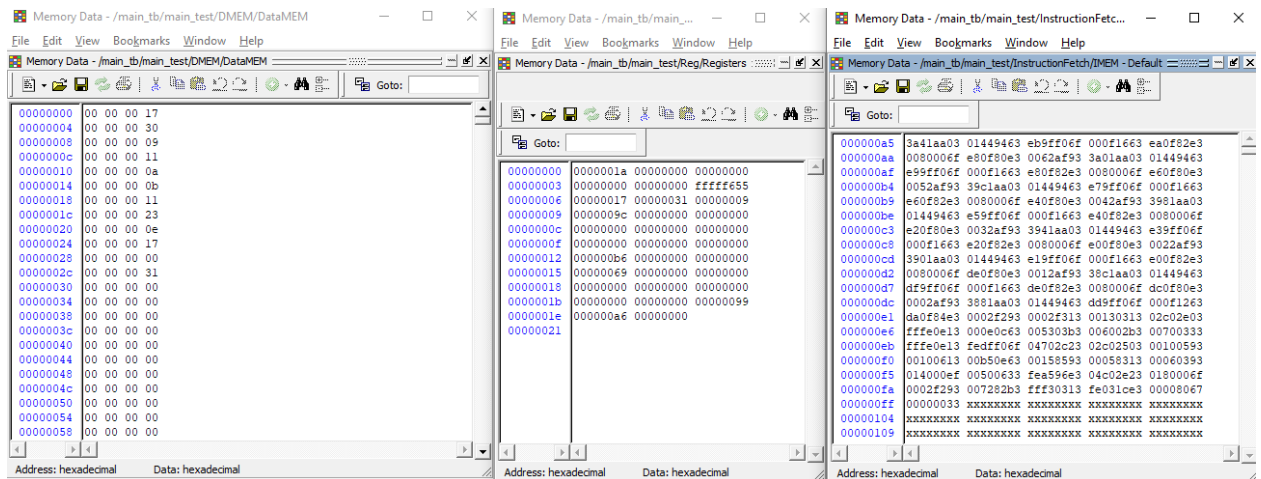 Memory Data - /main_tb/main_test/DMEM/DataMEM
File Edit View Bookmarks Window Help
Memory Data - /main_tb/main_test/DMEM/DataMEM
Goto:
00000000 00 00 00 17
00000004 00 00 00 30
00000008 00 00 00 09
0000000c 00 00 00 11
00000010 00 00 00 0a
00000014 00 00 00 0b
00000018 00 00 00 11
0000001c 00 00 00 23
00000020 00 00 00 0e
00000024 00 00 00 17
00000028 00 00 00 00
0000002c 00 00 00 31
00000030 00 00 00 00
00000034 00 00 00 00
00000038 00 00 00 00
0000003c 00 00 00 00
00000040 00 00 00 00
00000044 00 00 00 00
00000048 00 00 00 00
0000004c 00 00 00 00
00000050 00 00 00 00
00000054 00 00 00 00
00000058 00 00 00 00
Address: hexadecimal Data: hexadecimal
Memory Data - /main_tb/main_...
File Edit View Bookmarks Window Help
Memory Data - /main_tb/main_test/Reg/Registers
Goto:
00000000 0000001a 00000000 00000000
00000003 00000000 00000000 fffff655
00000006 00000017 00000031 00000009
00000009 0000009c 00000000 00000000
0000000c 00000000 00000000 00000000
0000000f 00000000 00000000 00000000
00000012 000000b6 00000000 00000000
00000015 00000069 00000000 00000000
00000018 00000000 00000000 00000000
0000001b 00000000 00000000 00000099
0000001e 000000a6 00000000
00000021
Address: hexadecimal Data: hexadecimal
Memory Data - /main_tb/main_test/InstructionFetc...
File Edit View Bookmarks Window Help
Memory Data - /main_tb/main_test/InstructionFetch/IMEM - Default
Goto:
000000a5 3a41aa03 01449463 eb9ff06f 000f1663 ea0f82e3
000000aa 0080006f e80f80e3 0062af93 3a01aa03 01449463
000000af e99ff06f 000f1663 e80f82e3 0080006f e60f80e3
000000b4 0052af93 39c1aa03 01449463 e79ff06f 000f1663
000000b9 e60f82e3 0080006f e40f80e3 0042af93 3981aa03
000000be 01449463 e59ff06f 000f1663 e40f82e3 0080006f
000000c3 e20f80e3 0032af93 3941aa03 01449463 e39ff06f
000000c8 000f1663 e20f82e3 0080006f e00f80e3 0022af93
000000cd 3901aa03 01449463 e19ff06f 000f1663 e00f82e3
000000d2 0080006f de0f80e3 0012af93 38c1aa03 01449463
000000d7 df9ff06f 000f1663 de0f82e3 0080006f dc0f80e3
000000dc 0002af93 3881aa03 01449463 dd9ff06f 000f1263
000000e1 da0f84e3 0002f293 0002f313 00130313 02c02e03
000000e6 fffe0e13 000e0c63 005303b3 006002b3 00700333
000000eb fffe0e13 fedff06f 04702c23 02c02503 00100593
000000f0 00100613 00b50e63 00158593 00058313 00060393
000000f5 014000ef 00500633 fea596e3 04c02e23 0180006f
000000fa 0002f293 007282b3 fff30313 fe031ce3 00008067
000000ff 00000033 xxxxxxxx xxxxxxxx xxxxxxxx xxxxxxxx
00000104 xxxxxxxx xxxxxxxx xxxxxxxx xxxxxxxx xxxxxxxx
00000109 xxxxxxxx xxxxxxxx xxxxxxxx xxxxxxxx xxxxxxxx
Address: hexadecimal Data: hexadecimal